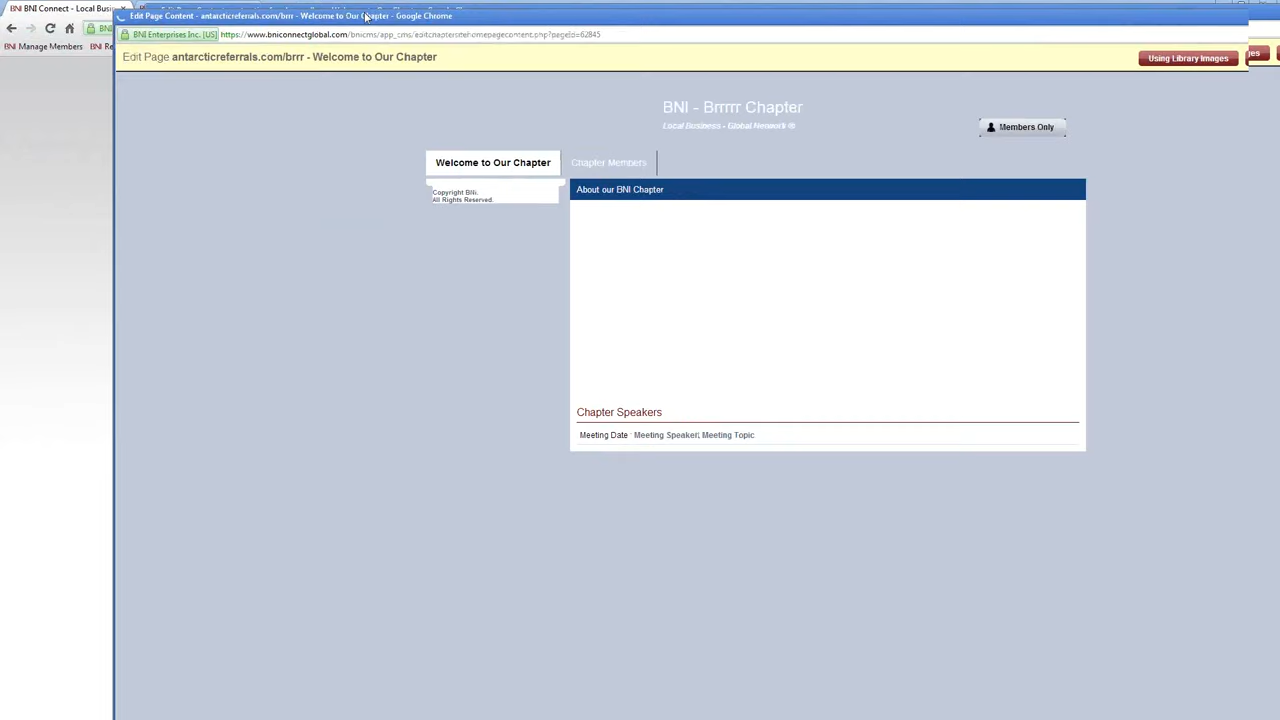 BNI BNI Connect - Local Busi
Edit Page Content - antarcticreferrals.com/brrr - Welcome to Our Chapter - Google Chrome
BNI Enterprises Inc. [US] https://www.bniconnectglobal.com/bnicms/app_cms/editchaptersitehomepagecontent.php?pageId=62845
BNI Manage Members BNI Re
Edit Page antarcticreferrals.com/brrr - Welcome to Our Chapter
Using Library Images
BNI - Brrrrr Chapter
Local Business - Global Network ®
Members Only
Welcome to Our Chapter
Chapter Members
Copyright BNI.
All Rights Reserved.
About our BNI Chapter
Chapter Speakers
Meeting Date : Meeting Speaker, Meeting Topic